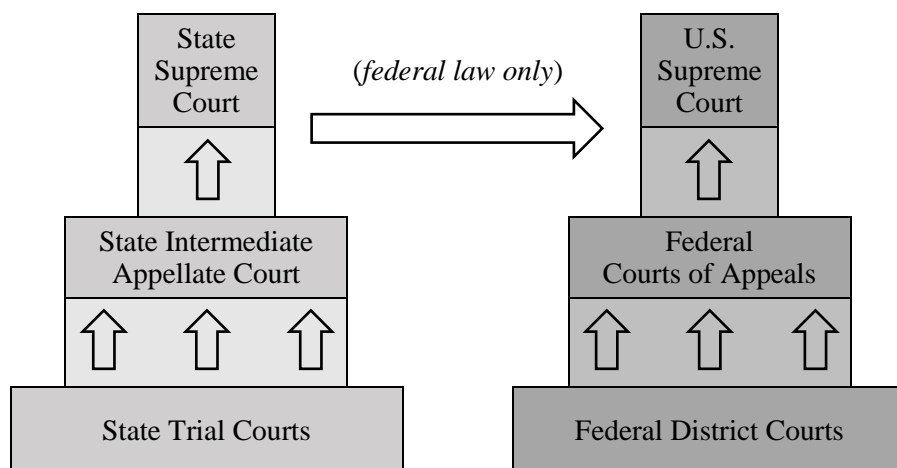 State
Supreme
Court
(federal law only)
U.S.
Supreme
Court
State Intermediate
Appellate Court
Federal
Courts of Appeals
State Trial Courts
Federal District Courts